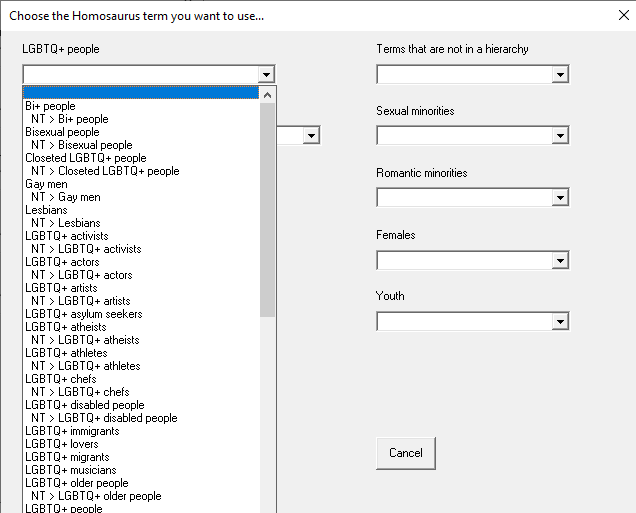 Choose the Homosaurus term you want to use...
LGBTQ+ people
Bi+ people
NT > Bi+ people
Bisexual people
NT > Bisexual people
Closeted LGBTQ+ people
NT > Closeted LGBTQ+ people
Gay men
NT > Gay men
Lesbians
NT > Lesbians
LGBTQ+ activists
NT > LGBTQ+ activists
LGBTQ+ actors
NT > LGBTQ+ actors
LGBTQ+ artists
NT > LGBTQ+ artists
LGBTQ+ asylum seekers
LGBTQ+ atheists
NT > LGBTQ+ atheists
LGBTQ+ athletes
NT > LGBTQ+ athletes
LGBTQ+ chefs
NT > LGBTQ+ chefs
LGBTQ+ disabled people
NT > LGBTQ+ disabled people
LGBTQ+ immigrants
LGBTQ+ lovers
LGBTQ+ migrants
LGBTQ+ musicians
LGBTQ+ older people
NT > LGBTQ+ older people
LGBTQ+ people
Terms that are not in a hierarchy
Sexual minorities
Romantic minorities
Females
Youth
Cancel